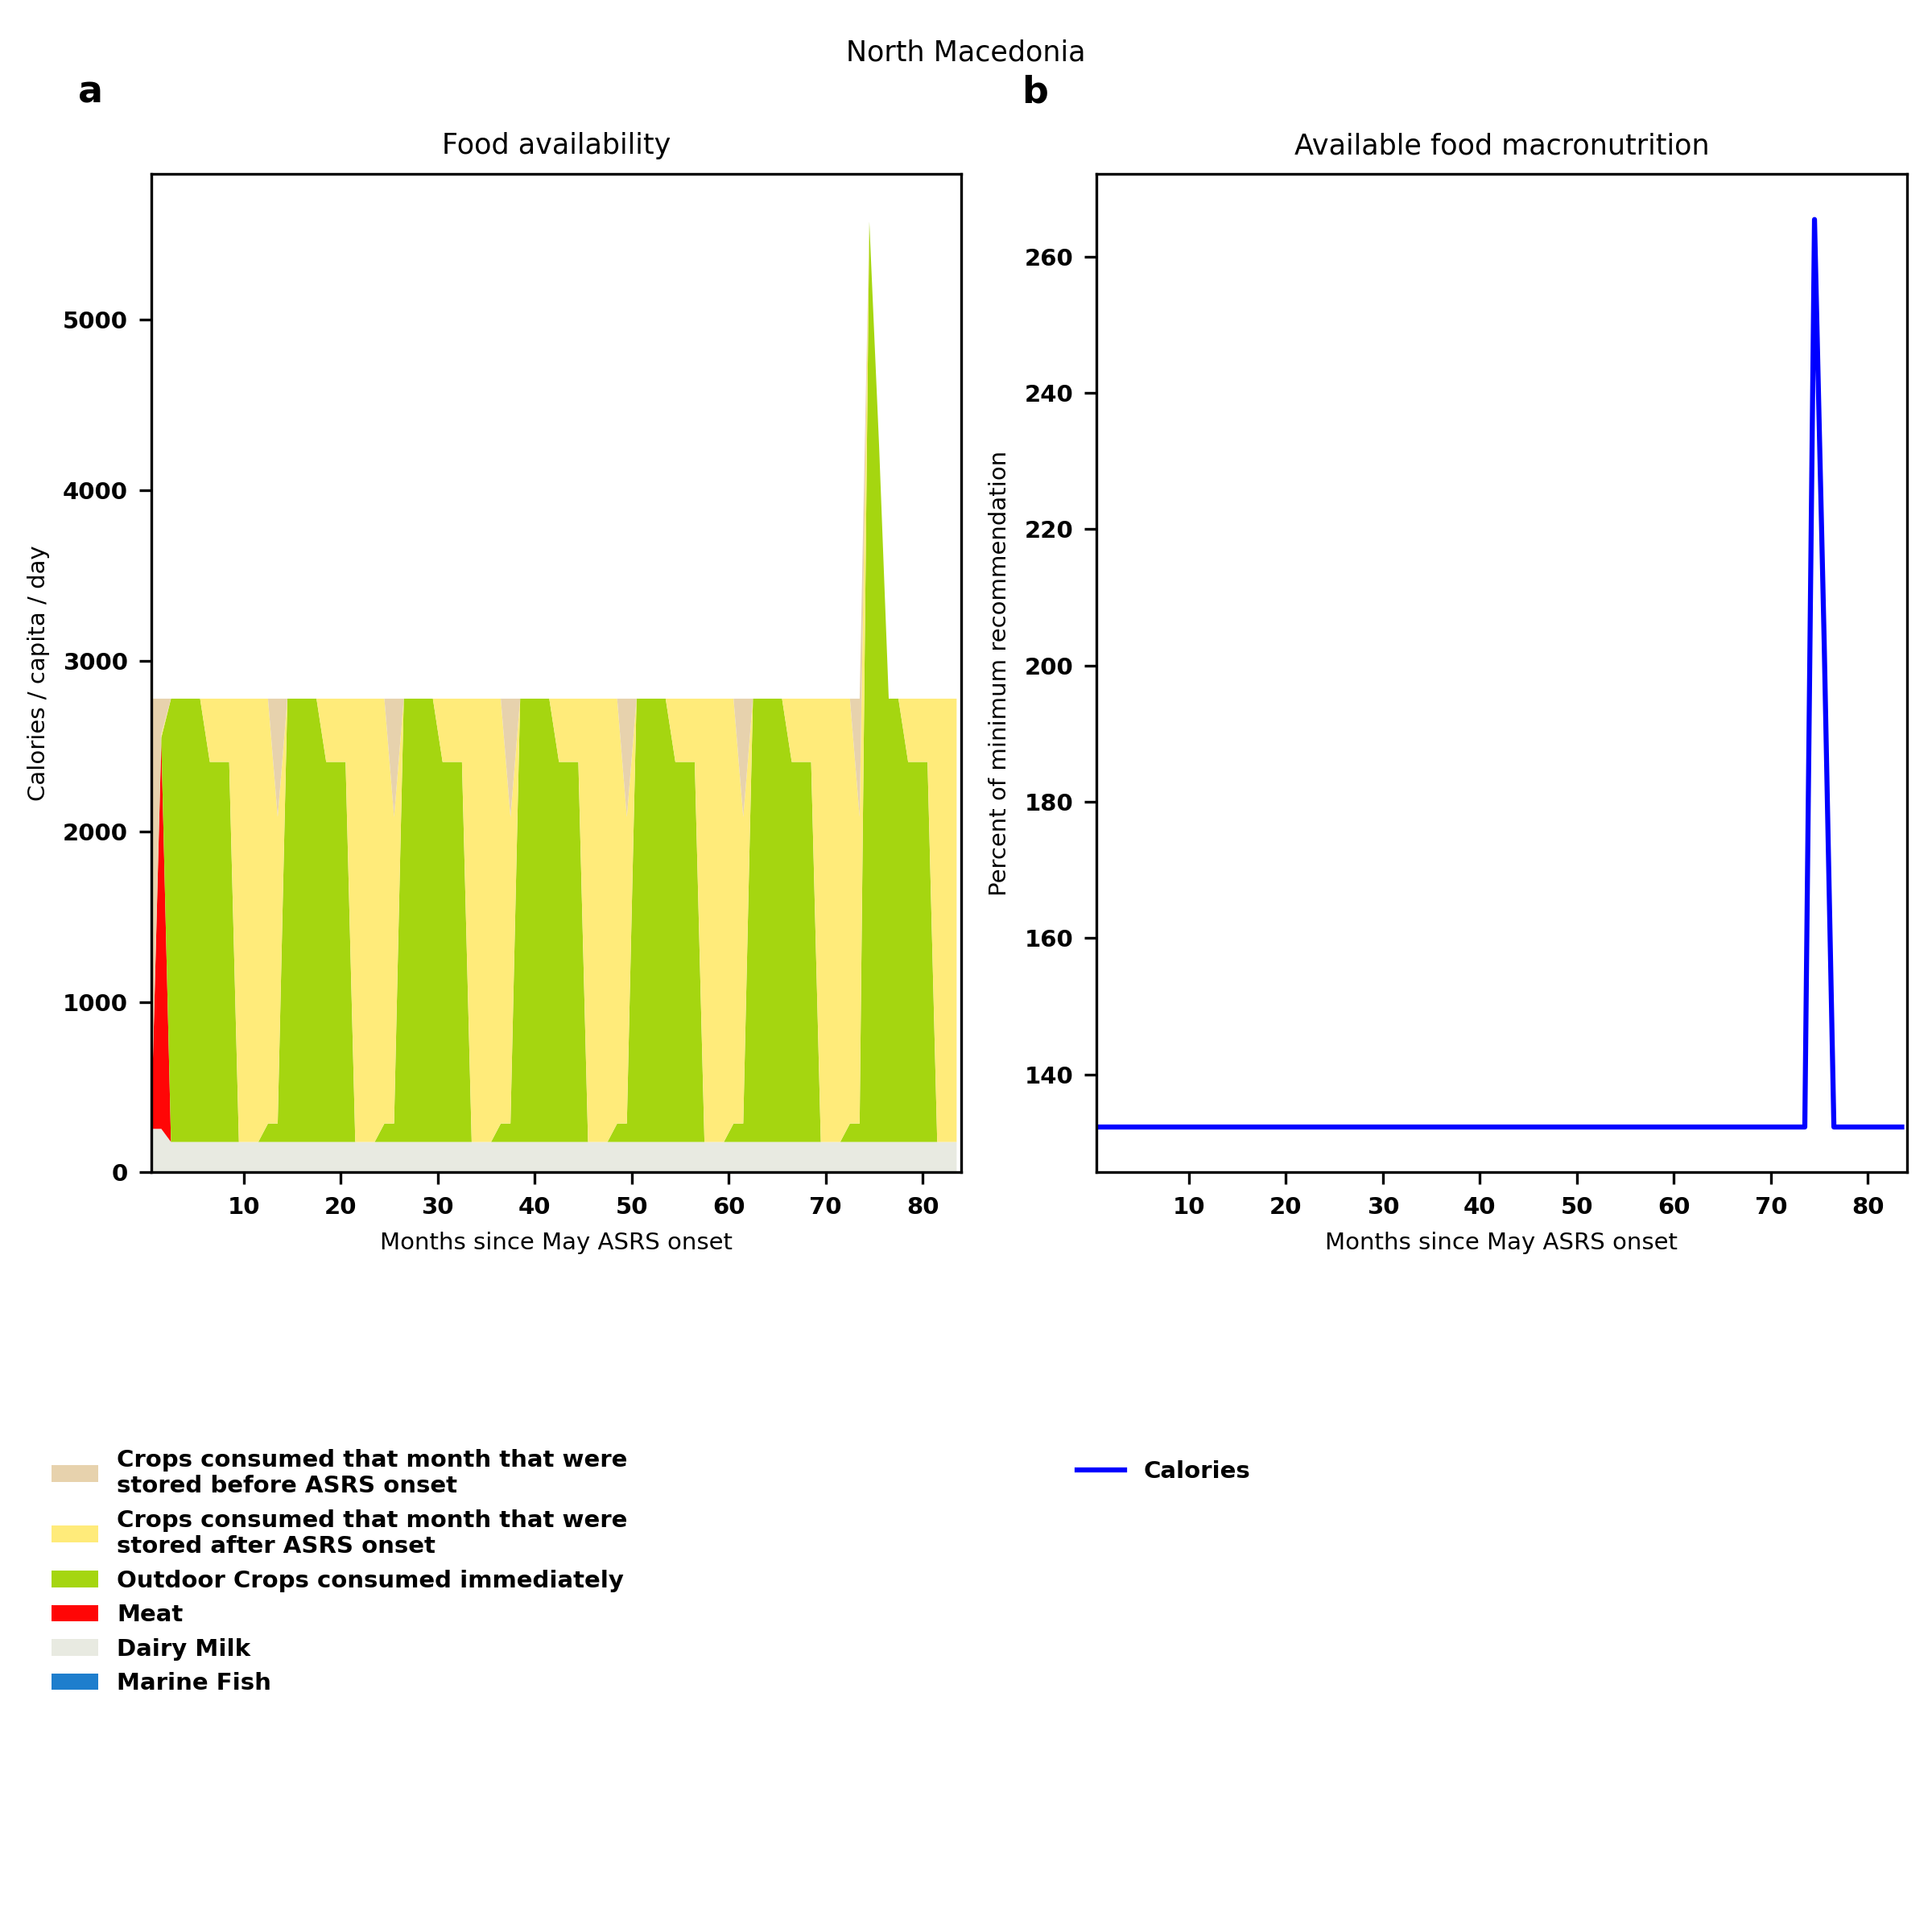 North Macedonia
a
Food availability
Calories / capita / day
5000
4000
3000
2000
1000
0
10 20 30 40 50 60 70 80
Months since May ASRS onset
Crops consumed that month that were
stored before ASRS onset
Crops consumed that month that were
stored after ASRS onset
Outdoor Crops consumed immediately
Meat
Dairy Milk
Marine Fish
b
Available food macronutrition
Percent of minimum recommendation
260
240
220
200
180
160
140
10 20 30 40 50 60 70 80
Months since May ASRS onset
Calories